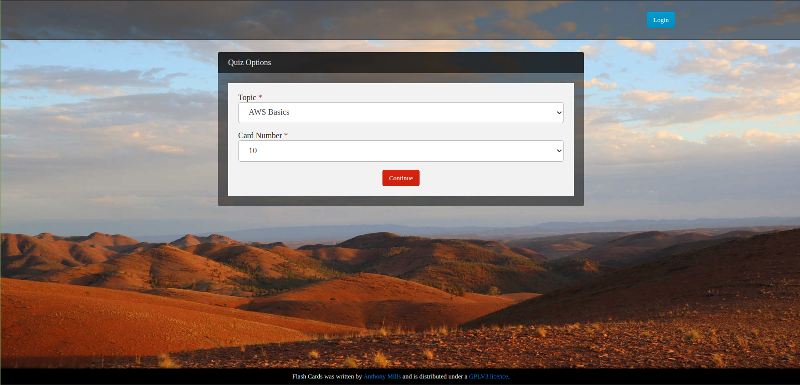 Login
Quiz Options
Topic *
AWS Basics
Card Number *
10
Continue
Flash Cards was written by Anthony Mills and is distributed under a GPLV3 licence.